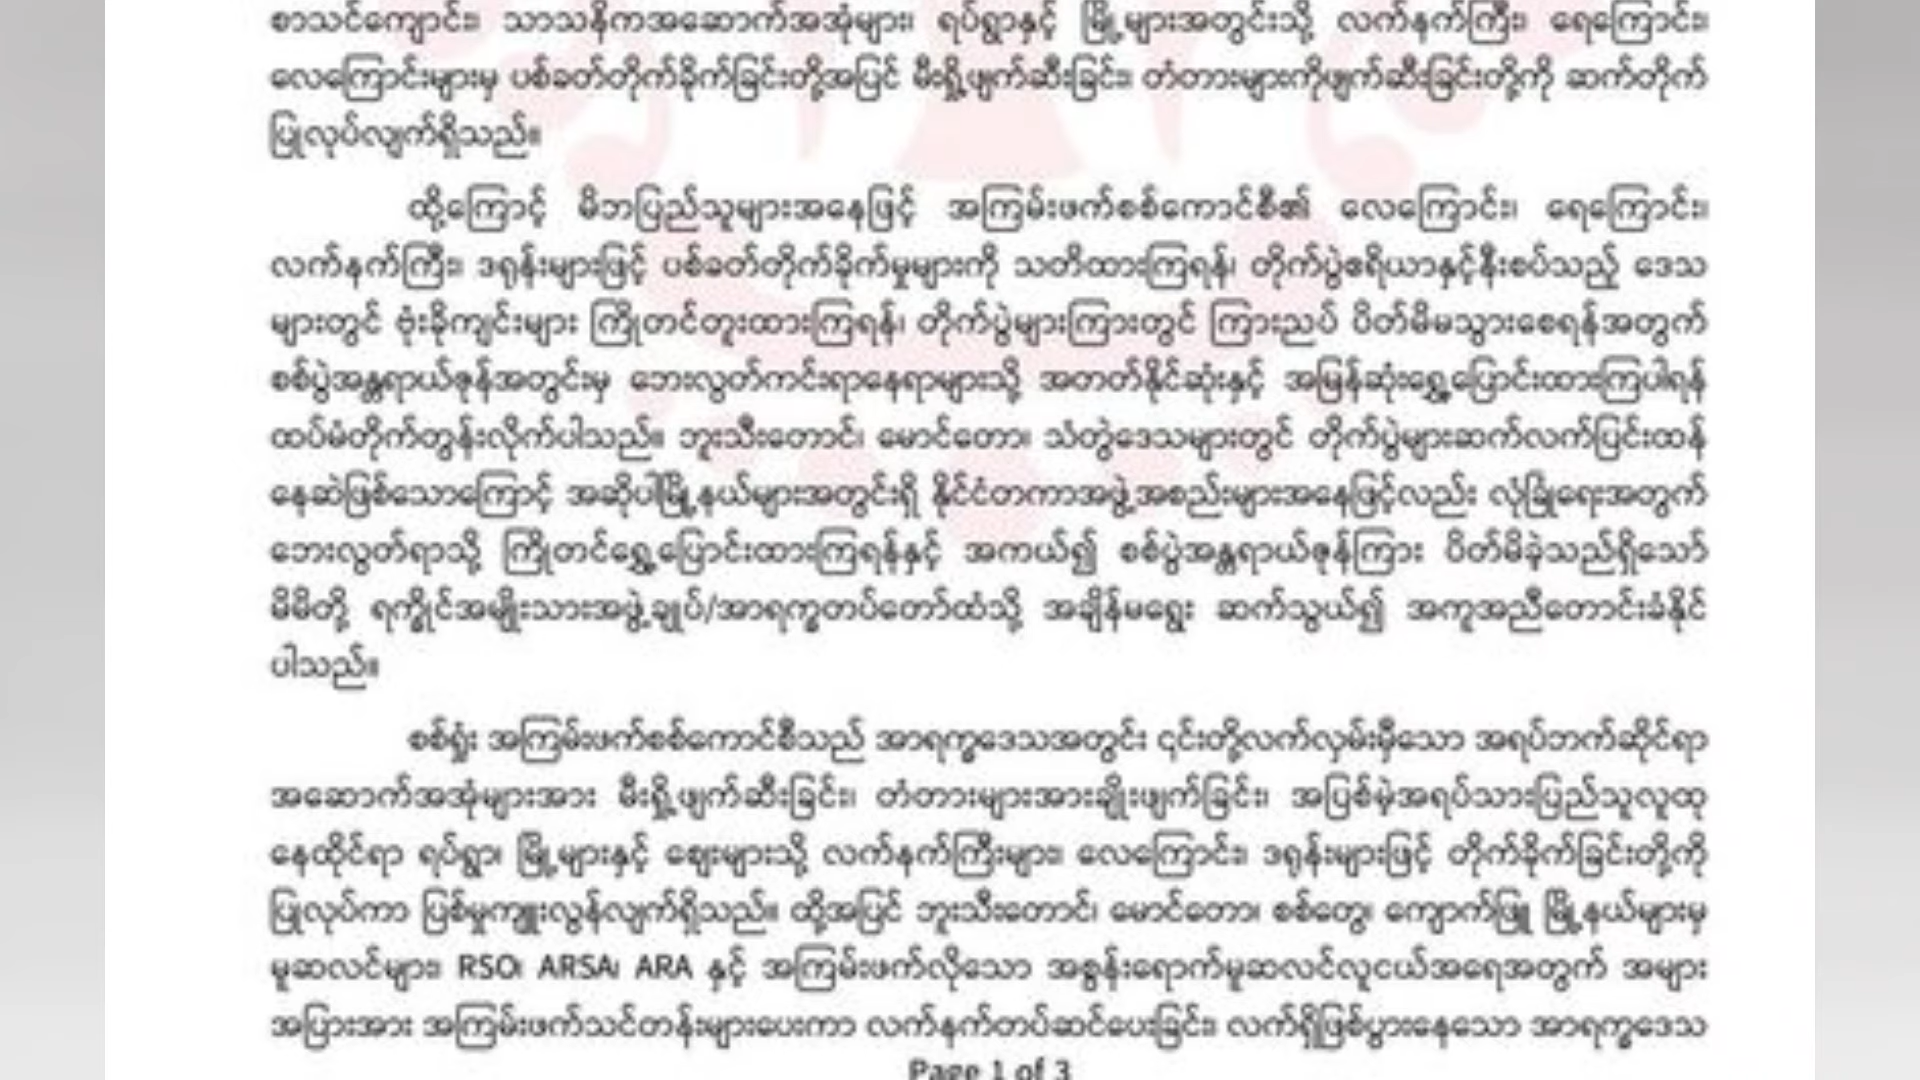 စာသင်ကျောင်း၊ သာသနိကအဆောက်အအုံများ၊ ရပ်ရွာနှင့် မြို့များအတွင်းသို့ လက်နက်ကြီး၊ ရေကြောင်း၊
လေကြောင်းများမှ ပစ်ခတ်တိုက်ခိုက်ခြင်းတို့အပြင် မီးရှို့ဖျက်ဆီးခြင်း၊ တံတားများကိုဖျက်ဆီးခြင်းတို့ကို ဆက်တိုက်
ပြုလုပ်လျက်ရှိသည်။
ထို့ကြောင့် မိဘပြည်သူများအနေဖြင့် အကြမ်းဖက်စစ်ကောင်စီ၏ လေကြောင်း၊ ရေကြောင်း၊
လက်နက်ကြီး၊ ဒရုန်းများဖြင့် ပစ်ခတ်တိုက်ခိုက်မှုများကို သတိထားကြရန်၊ တိုက်ပွဲဧရိယာနှင့်နီးစပ်သည့် ဒေသ
များတွင် ဗုံးခိုကျင်းများ ကြိုတင်တူးထားကြရန်၊ တိုက်ပွဲများကြားတွင် ကြားညပ် ပိတ်မိမသွားစေရန်အတွက်
စစ်ပွဲအန္တရာယ်ဇုန်အတွင်းမှ ဘေးလွတ်ကင်းရာနေရာများသို့ အတတ်နိုင်ဆုံးနှင့် အမြန်ဆုံးရွှေ့ပြောင်းထားကြပါရန်
ထပ်မံတိုက်တွန်းလိုက်ပါသည်။ ဘူးသီးတောင်၊ မောင်တော၊ သံတွဲဒေသများတွင် တိုက်ပွဲများဆက်လက်ပြင်းထန်
နေဆဲဖြစ်သောကြောင့် အဆိုပါမြို့နယ်များအတွင်းရှိ နိုင်ငံတကာအဖွဲ့အစည်းများအနေဖြင့်လည်း လုံခြုံရေးအတွက်
ဘေးလွတ်ရာသို့ ကြိုတင်ရွှေ့ပြောင်းထားကြရန်နှင့် အကယ်၍ စစ်ပွဲအန္တရာယ်ဇုန်ကြား ပိတ်မိခဲ့သည်ရှိသော်
မိမိတို့ ရက္ခိုင်အမျိုးသားအဖွဲ့ချုပ်/အာရက္ခတပ်တော်ထံသို့ အချိန်မရွေး ဆက်သွယ်၍ အကူအညီတောင်းခံနိုင်
ပါသည်။
စစ်ရှုံး အကြမ်းဖက်စစ်ကောင်စီသည် အာရက္ခဒေသအတွင်း ၎င်းတို့လက်လှမ်းမှီသော အရပ်ဘက်ဆိုင်ရာ
အဆောက်အအုံများအား မီးရှို့ဖျက်ဆီးခြင်း၊ တံတားများအားချိုးဖျက်ခြင်း၊ အပြစ်မဲ့အရပ်သားပြည်သူလူထု
နေထိုင်ရာ ရပ်ရွာ၊ မြို့များနှင့် ဈေးများသို့ လက်နက်ကြီးများ၊ လေကြောင်း၊ ဒရုန်းများဖြင့် တိုက်ခိုက်ခြင်းတို့ကို
ပြုလုပ်ကာ ပြစ်မှုကျူးလွန်လျက်ရှိသည်။ ထို့အပြင် ဘူးသီးတောင်၊ မောင်တော၊ စစ်တွေ၊ ကျောက်ဖြူ မြို့နယ်များမှ
မူဆလင်များ၊ RSO၊ ARSA၊ ARA နှင့် အကြမ်းဖက်လိုသော အစွန်းရောက်မူဆလင်လူငယ်အရေအတွက် အများ
အပြားအား အကြမ်းဖက်သင်တန်းများပေးကာ လက်နက်တပ်ဆင်ပေးခြင်း၊ လက်ရှိဖြစ်ပွားနေသော အာရက္ခဒေသ
Page 1 of 3